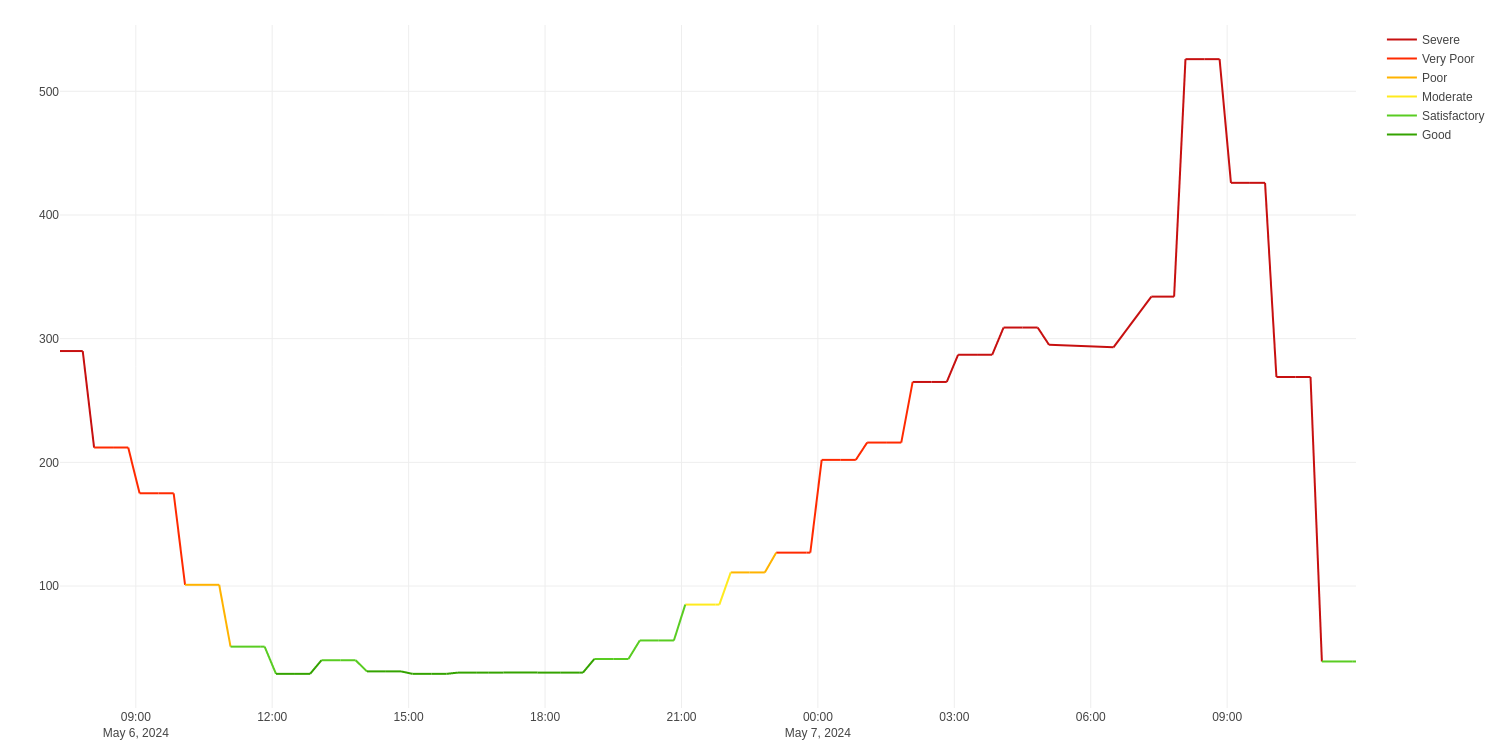 500
400
300
200
100
09:00
May 6, 2024
12:00
15:00
18:00
21:00
00:00
May 7, 2024
03:00
06:00
09:00
Severe
Very Poor
Poor
Moderate
Satisfactory
Good